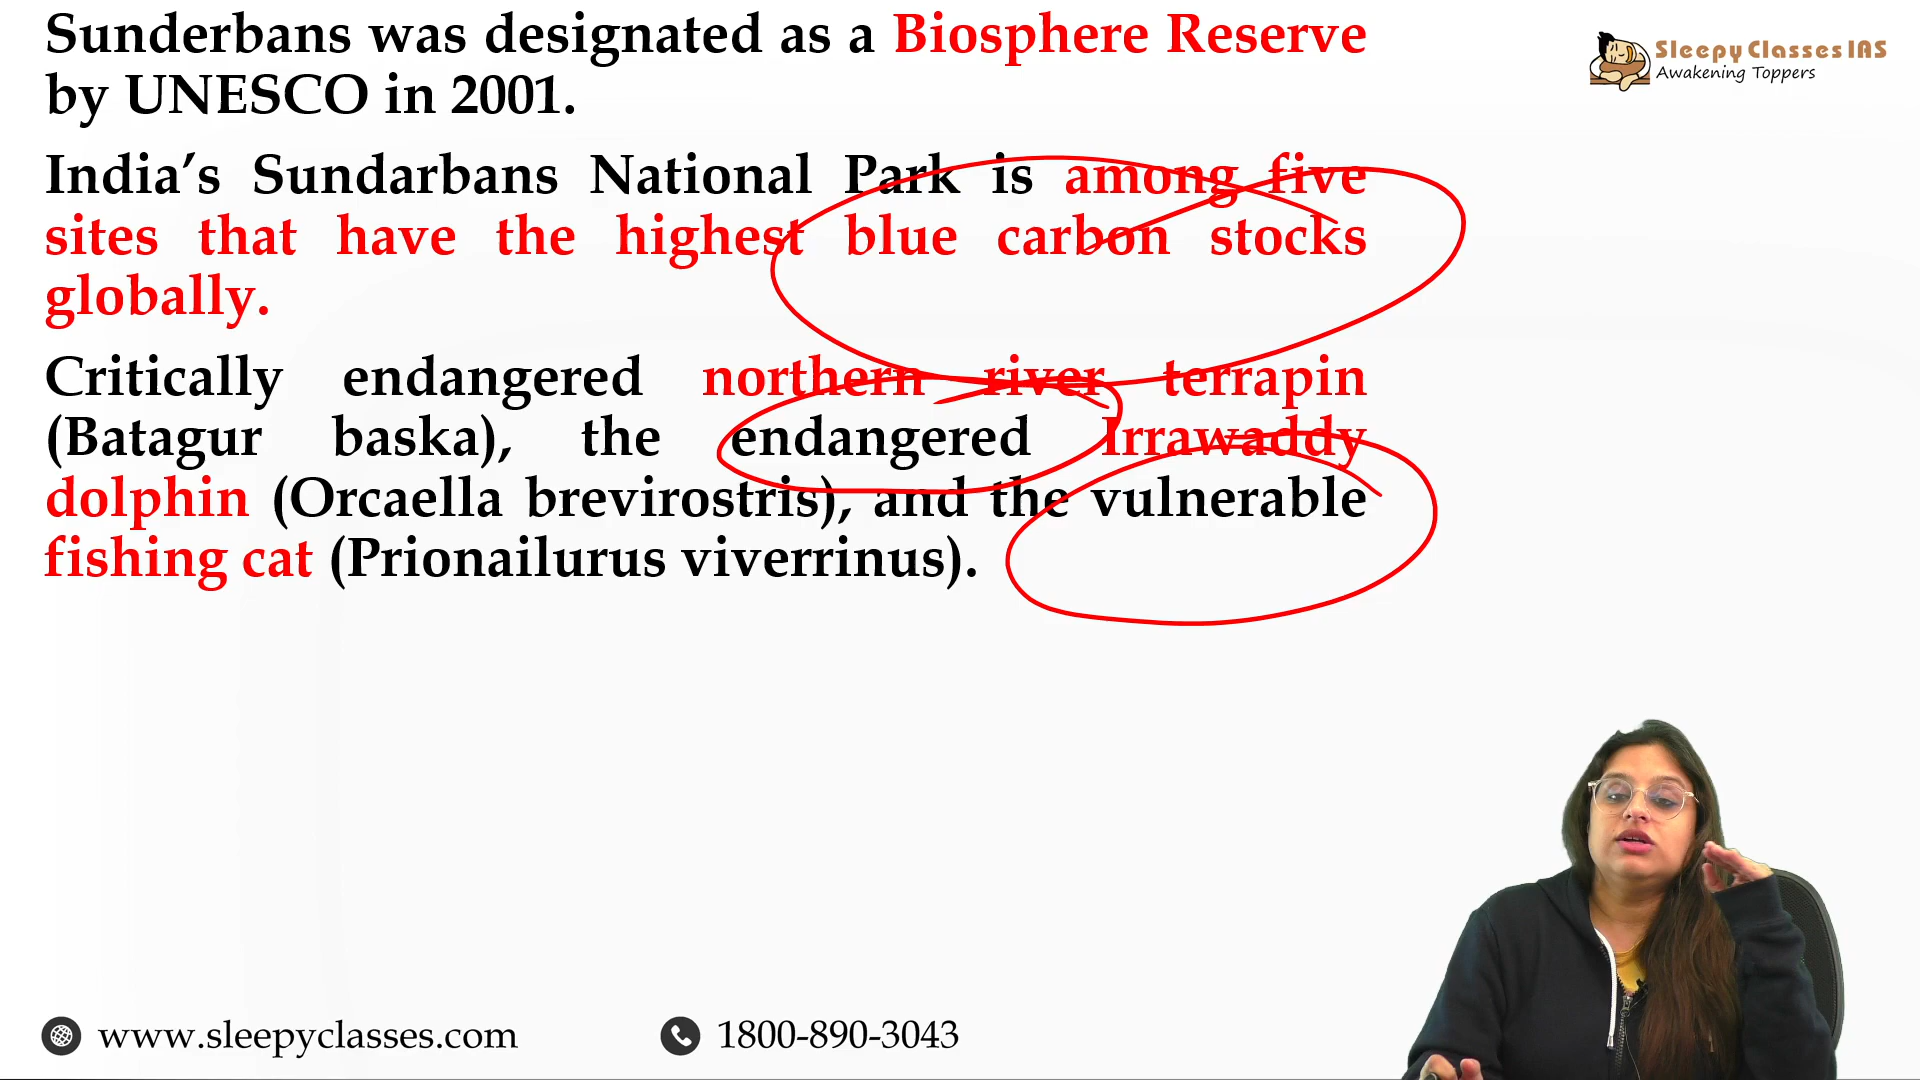 Sunderbans was designated as a Biosphere Reserve
by UNESCO in 2001.
India’s Sundarbans National Park is among five
sites that have the highest blue carbon stocks
globally.
Critically endangered northern river terrapin
(Batagur baska), the endangered Irrawaddy
dolphin (Orcaella brevirostris), and the vulnerable
fishing cat (Prionailurus viverrinus).
Sleepy Classes IAS
Awakening Toppers
www.sleepyclasses.com
1800-890-3043